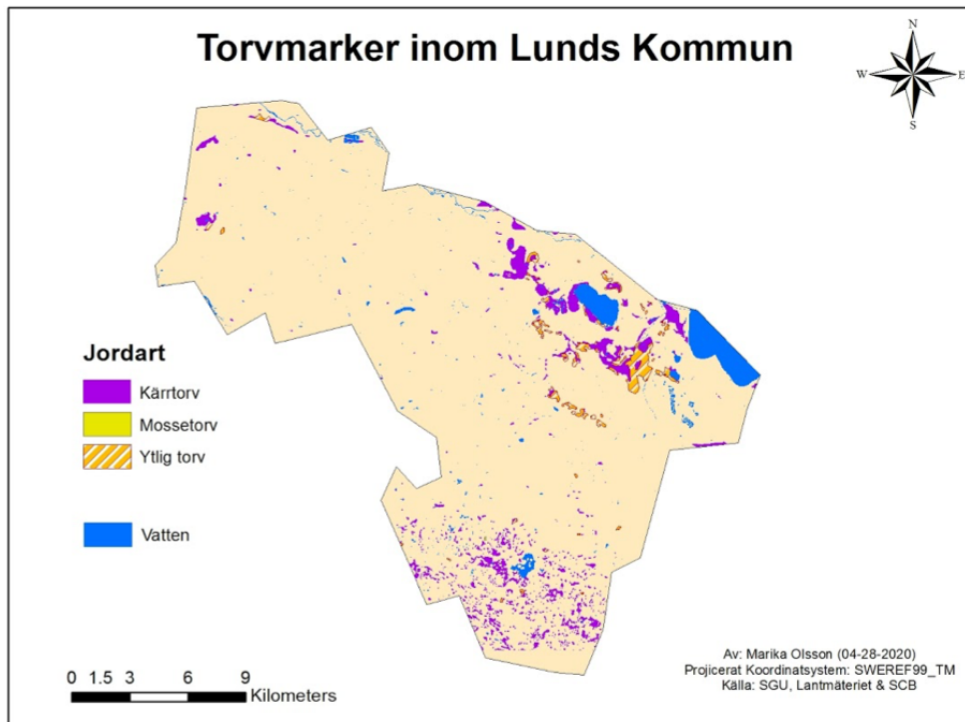 Torvmarker inom Lunds Kommun
N
W E
S
Jordart
Kärrtorv
Mossetorv
Ytlig torv
Vatten
0 1.5 3 6 9
Kilometers
Av: Marika Olsson (04-28-2020)
Projicerat Koordinatsystem: SWEREF99_TM
Källa: SGU, Lantmäteriet & SCB